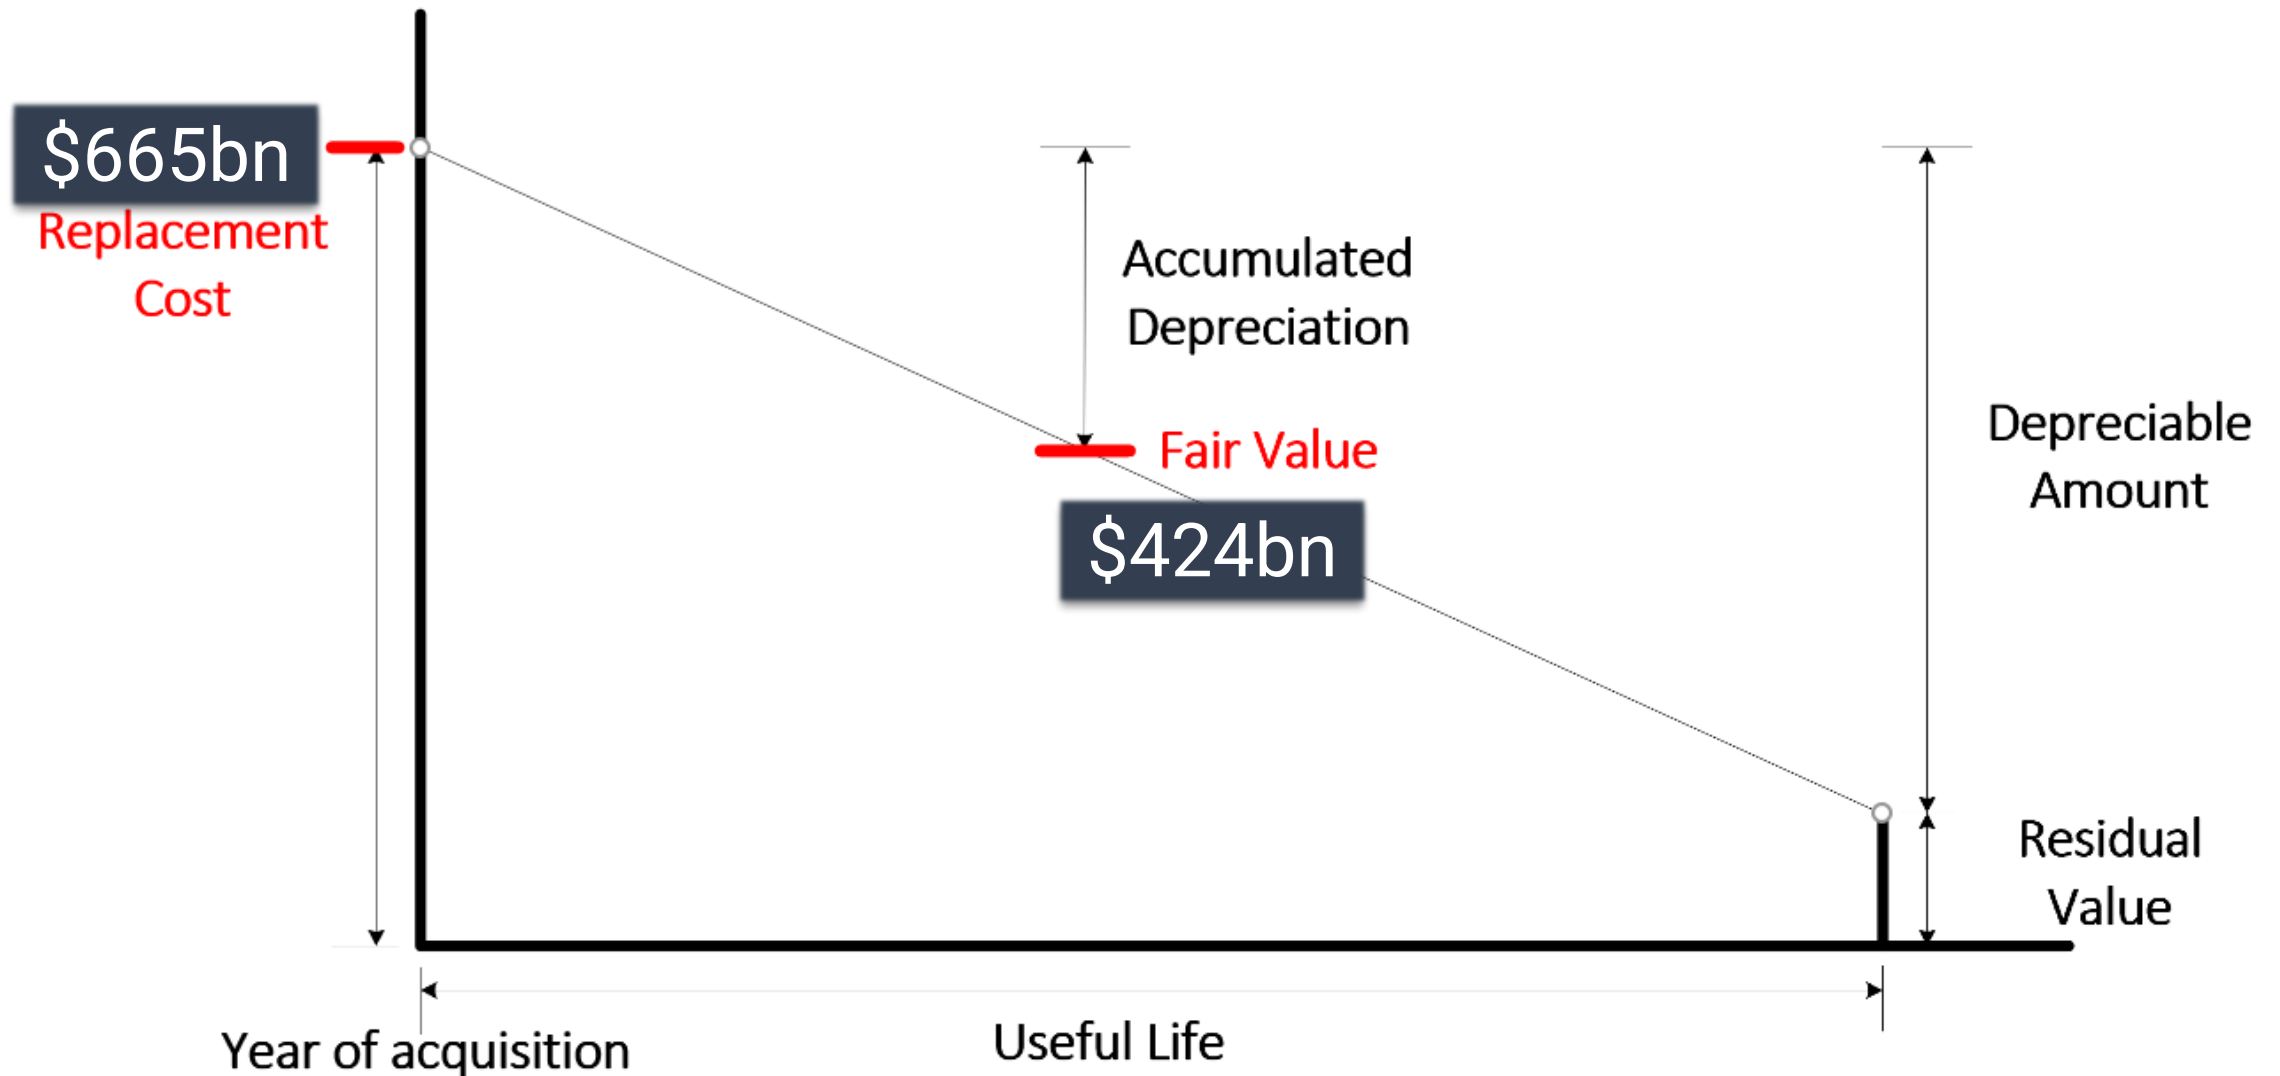 $665bn
Replacement
Cost
Accumulated
Depreciation
Fair Value
$424bn
Depreciable
Amount
Residual
Value
Year of acquisition
Useful Life